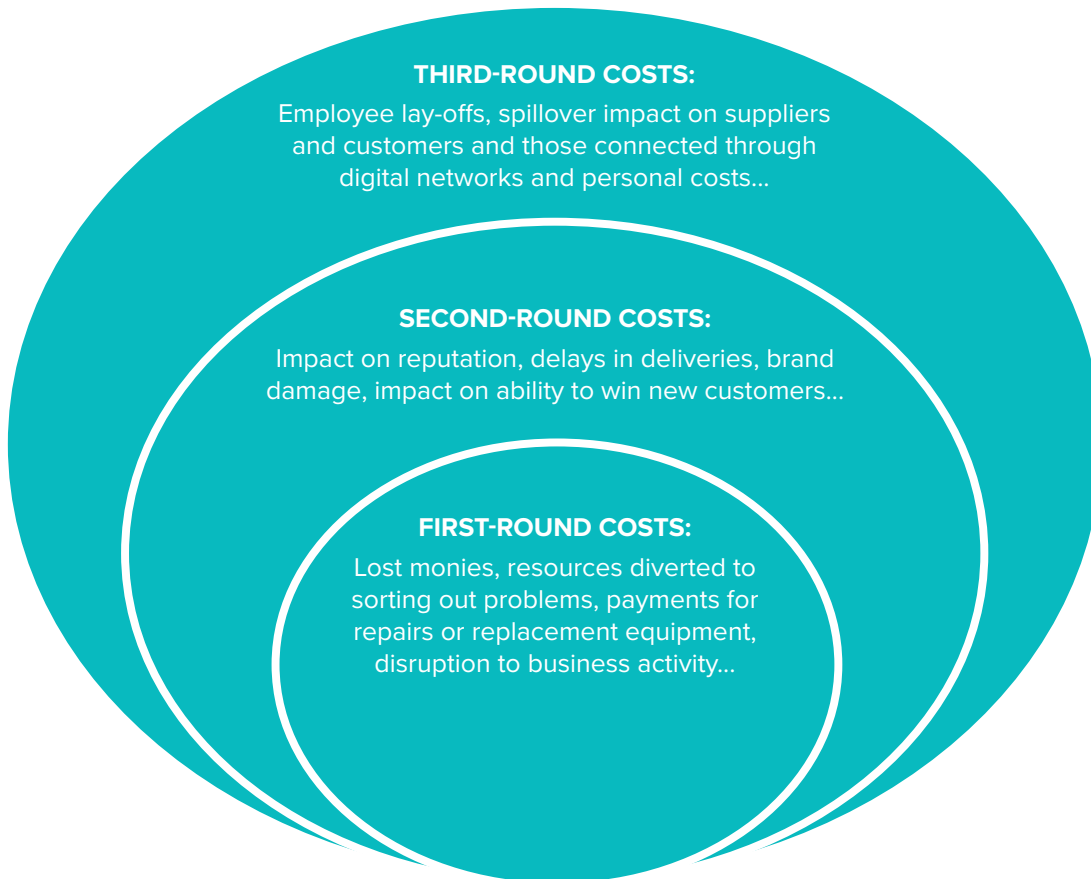 THIRD-ROUND COSTS:
Employee lay-offs, spillover impact on suppliers
and customers and those connected through
digital networks and personal costs...
SECOND-ROUND COSTS:
Impact on reputation, delays in deliveries, brand
damage, impact on ability to win new customers...
FIRST-ROUND COSTS:
Lost monies, resources diverted to
sorting out problems, payments for
repairs or replacement equipment,
disruption to business activity...